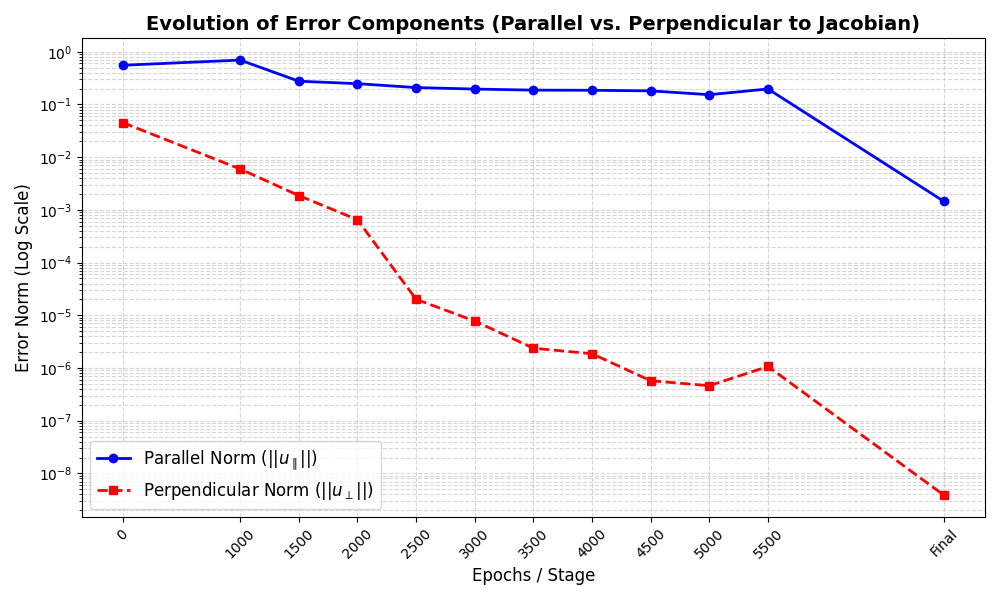 Evolution of Error Components (Parallel vs. Perpendicular to Jacobian)
Error Norm (Log Scale)
10⁰
10⁻¹
10⁻²
10⁻³
10⁻⁴
10⁻⁵
10⁻⁶
10⁻⁷
10⁻⁸
Parallel Norm (||u∥||)
Perpendicular Norm (||u⊥||)
0 1000 1500 2000 2500 3000 3500 4000 4500 5000 5500 Final
Epochs / Stage